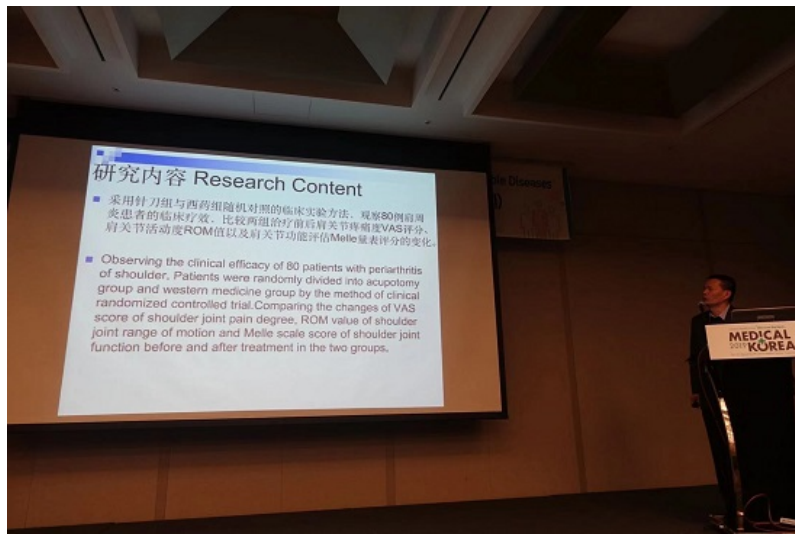 研究内容 Research Content
采用针刀组与西药组随机对照的临床实验方法、观察80例肩周
炎患者的临床疗效、比较两组治疗前后肩关节疼痛度VAS评分、
肩关节活动度ROM值以及肩关节功能评估Melle量表评分的变化。
Observing the clinical efficacy of 80 patients with periarthritis
of shoulder. Patients were randomly divided into acupotomy
group and western medicine group by the method of clinical
randomized controlled trial.Comparing the changes of VAS
score of shoulder joint pain degree, ROM value of shoulder
joint range of motion and Melle scale score of shoulder joint
function before and after treatment in the two groups.
Diseases
MEDICAL
2019 KOREA